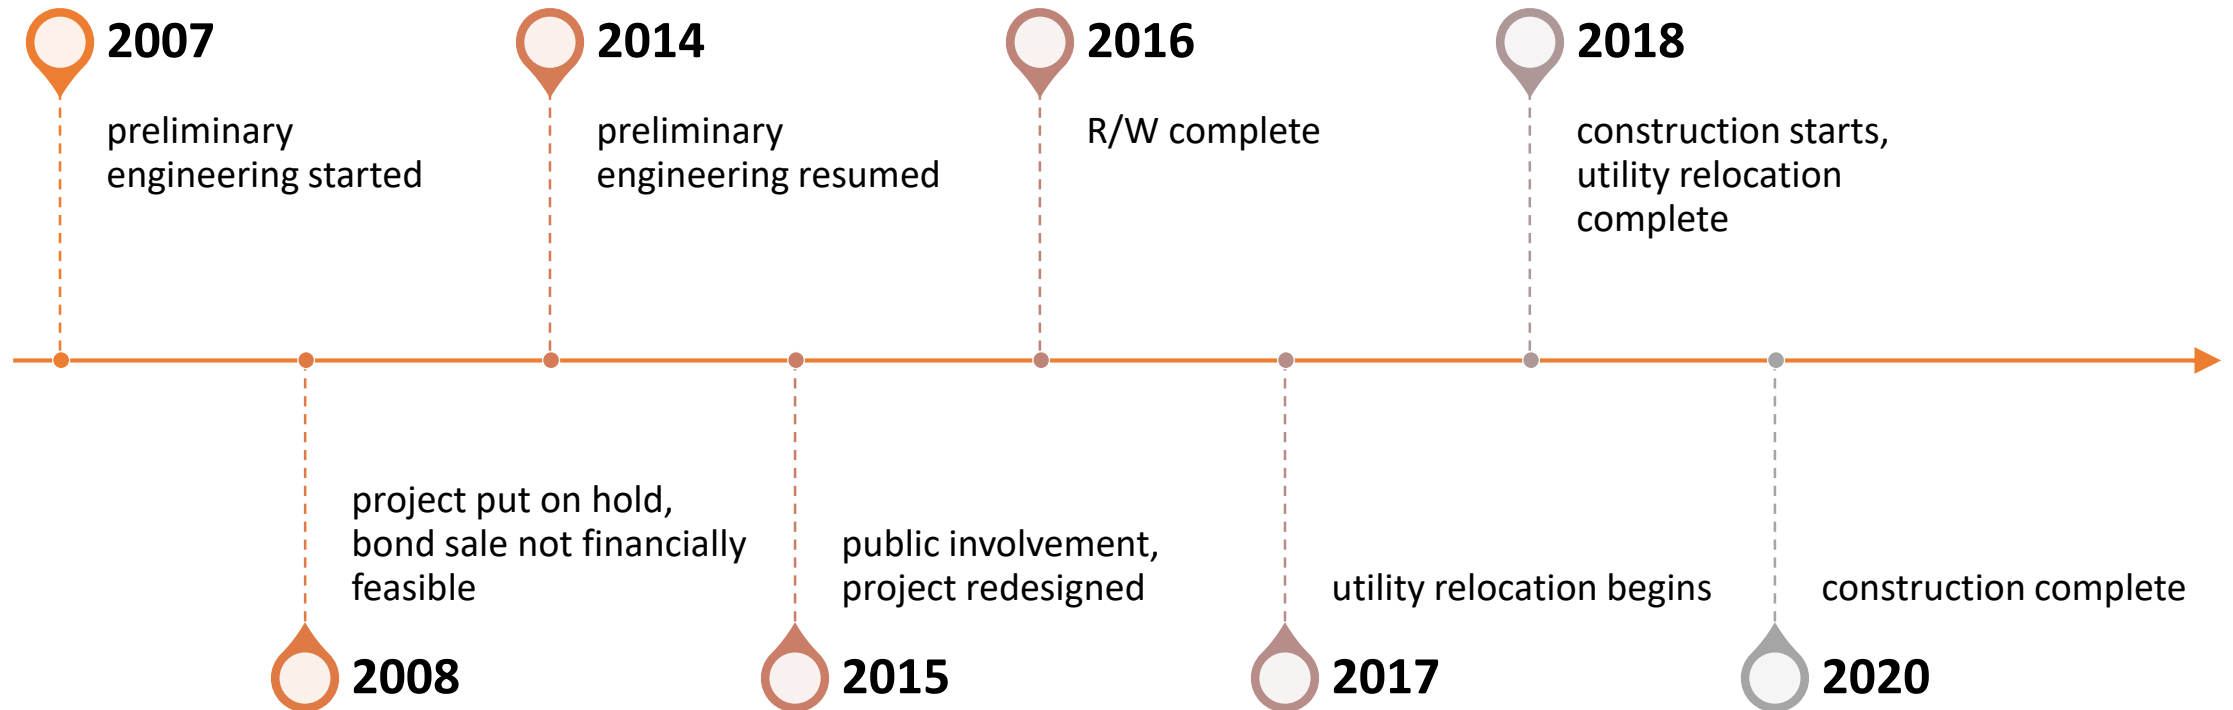 2007
preliminary
engineering started
2008
project put on hold,
bond sale not financially
feasible
2014
preliminary
engineering resumed
2015
public involvement,
project redesigned
2016
R/W complete
2017
utility relocation begins
2018
construction starts,
utility relocation
complete
2020
construction complete